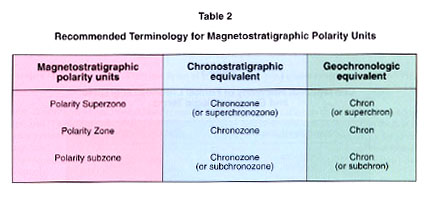 Table 2
Recommended Terminology for Magnetostratigraphic Polarity Units
Magnetostratigraphic Chronostratigraphic Geochronologic
polarity units equivalent equivalent
Polarity Superzone Chronozone Chron
(or superchronozone) (or superchron)
Polarity Zone Chronozone Chron
Polarity subzone Chronozone Chron
(or subchronozone) (or subchron)